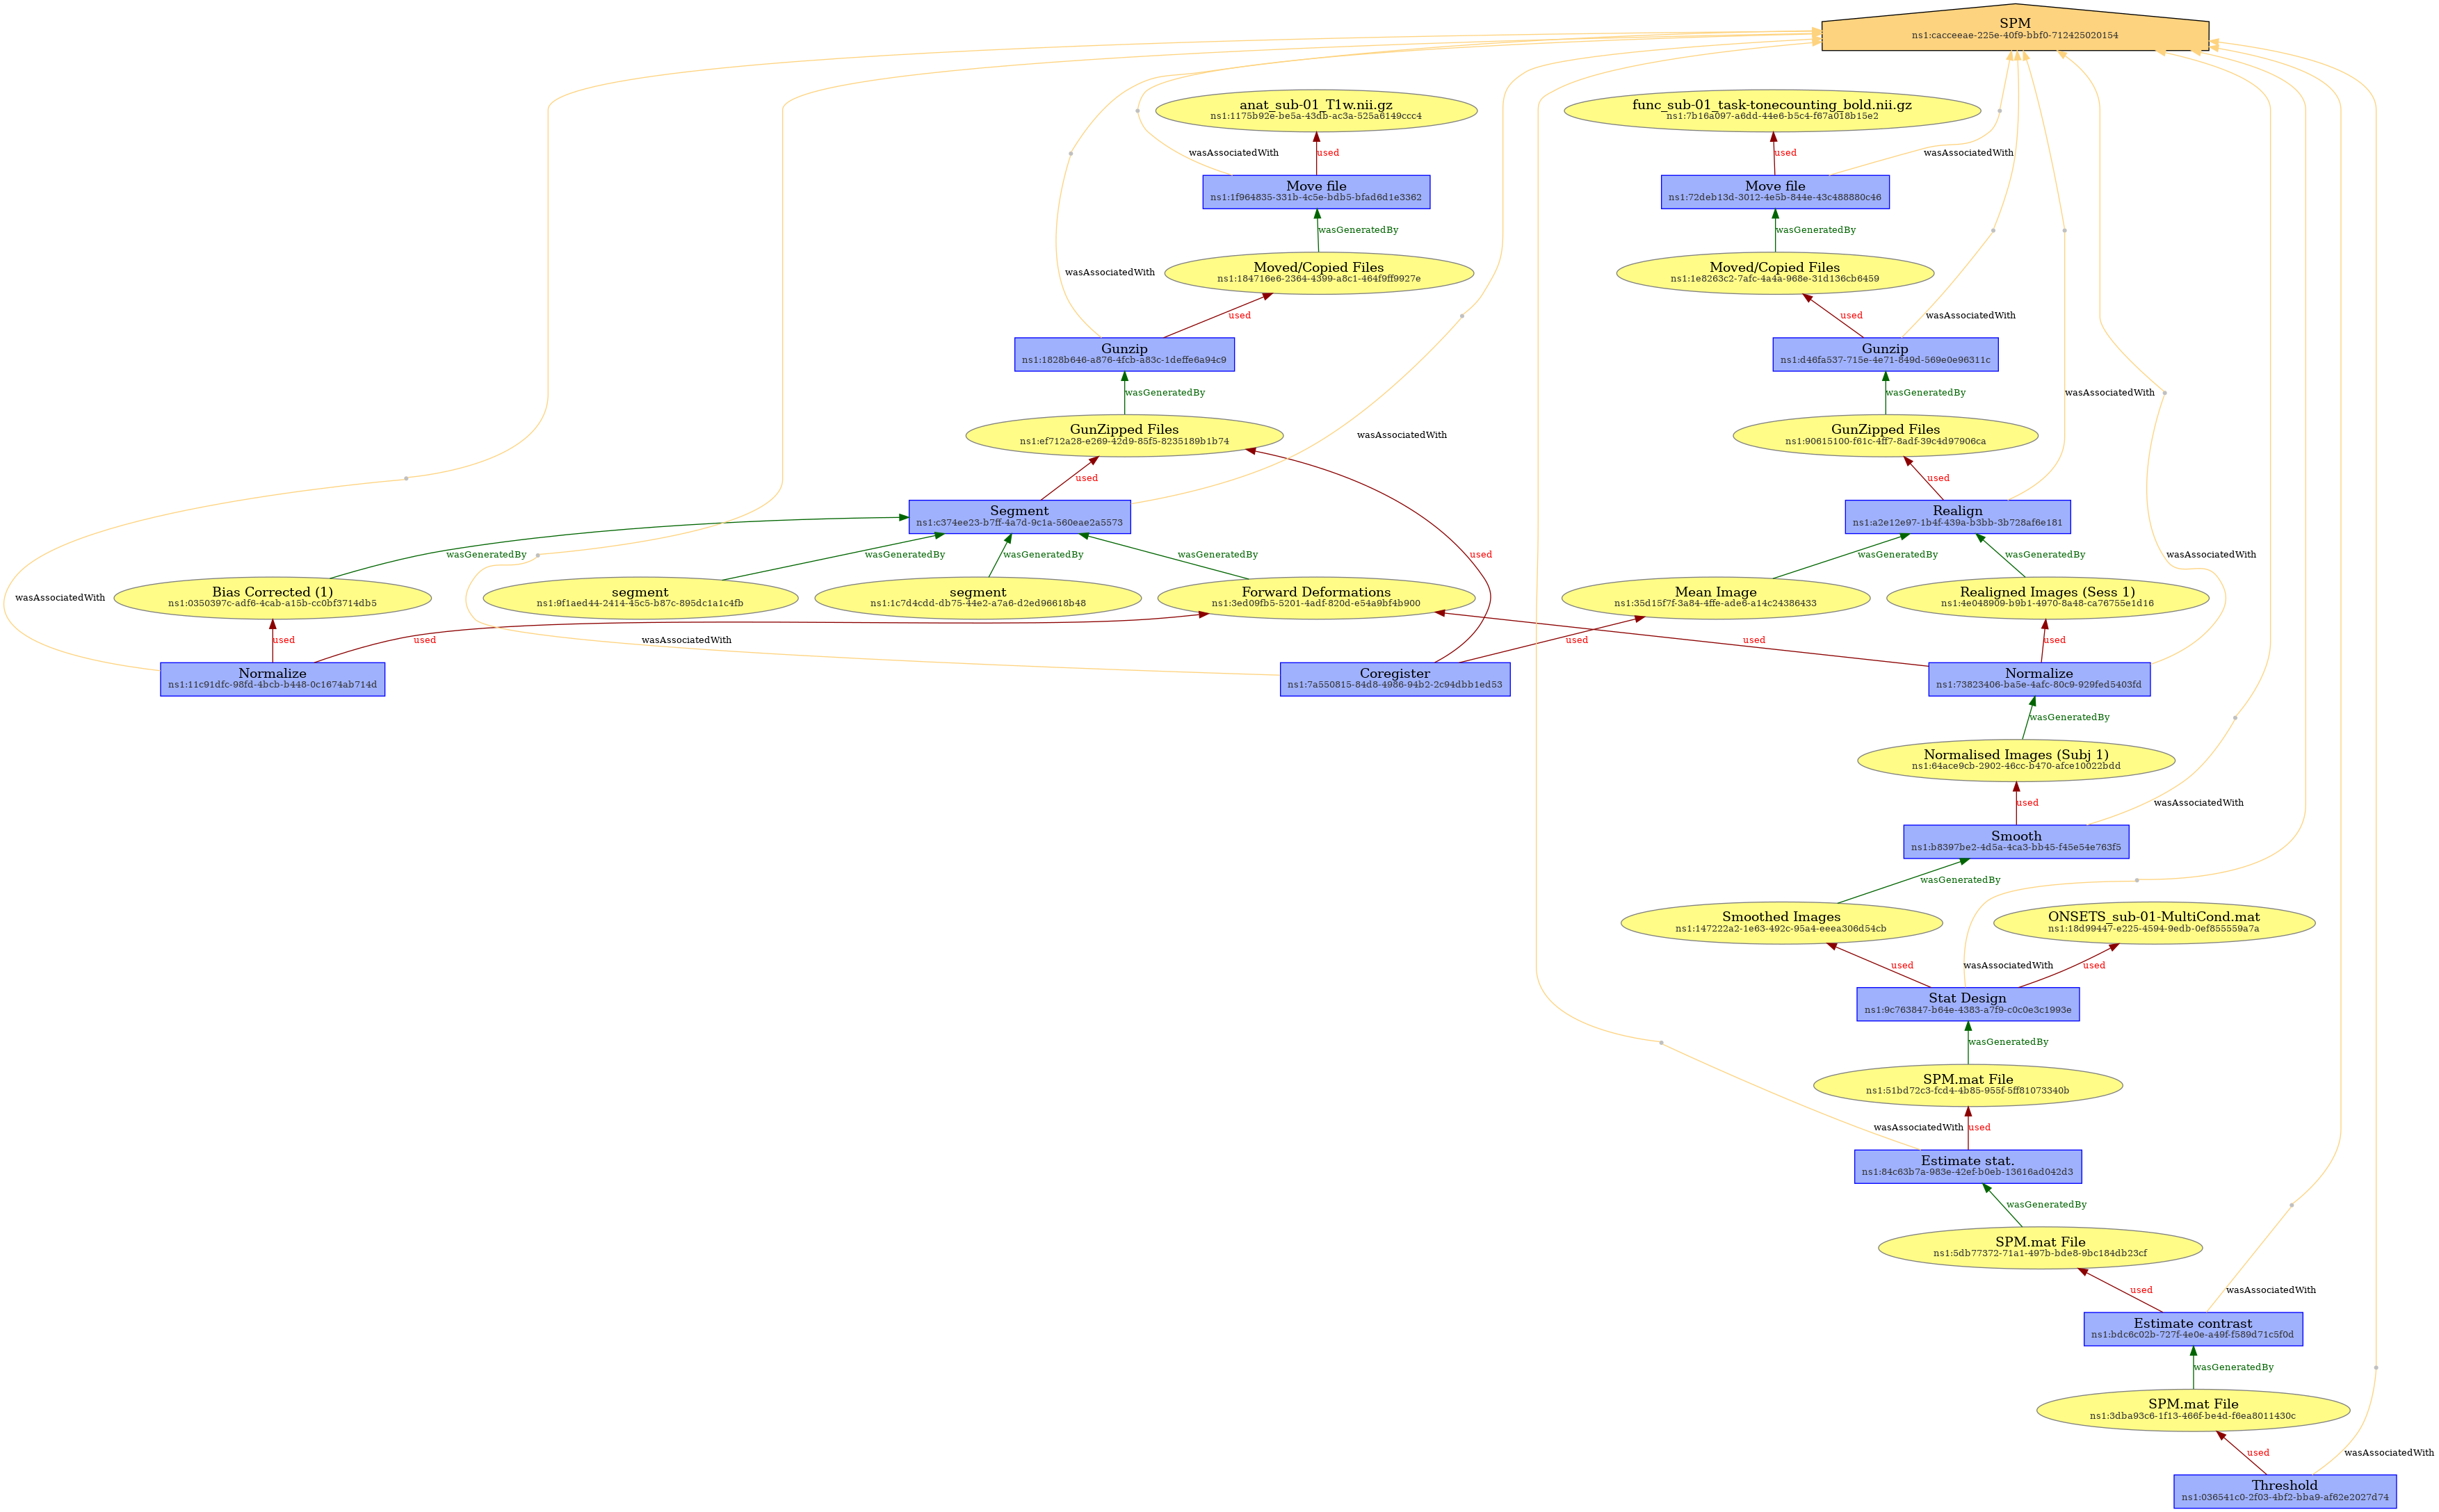 SPM
ns1:cacceeae-225e-40f9-bbf0-712425020154
anat_sub-01_T1w.nii.gz
ns1:1175b92e-be5a-43db-ac3a-525a6149ccc4
func_sub-01_task-tonecounting_bold.nii.gz
ns1:7b16a097-a6dd-44e6-b5c4-f67a018b15e2
wasAssociatedWith
used
used
wasAssociatedWith
Move file
ns1:1f964835-331b-4c5e-bdb5-bfad6d1e3362
Move file
ns1:72deb13d-3012-4e5b-844e-43c488880c46
wasGeneratedBy
wasGeneratedBy
wasAssociatedWith
Moved/Copied Files
ns1:184716e6-2364-4399-a8c1-464f9ff9927e
Moved/Copied Files
ns1:1e8263c2-7afc-4a4a-968e-31d136cb6459
used
used
wasAssociatedWith
Gunzip
ns1:1828b646-a876-4fcb-a83c-1deffe6a94c9
Gunzip
ns1:d46fa537-715e-4e71-849d-569e0e96311c
wasGeneratedBy
wasGeneratedBy
wasAssociatedWith
GunZipped Files
ns1:ef712a28-e269-42d9-85f5-8235189b1b74
wasAssociatedWith
GunZipped Files
ns1:90615100-f61c-4ff7-8adf-39c4d97906ca
used
used
Segment
ns1:c374ee23-b7ff-4a7d-9c1a-560eae2a5573
Realign
ns1:a2e12e97-1b4f-439a-b3bb-3b728af6e181
wasGeneratedBy
wasGeneratedBy
wasGeneratedBy
wasGeneratedBy
used
wasGeneratedBy
wasGeneratedBy
wasAssociatedWith
wasAssociatedWith
Bias Corrected (1)
ns1:0350397c-adf6-4cab-a15b-cc0bf3714db5
segment
ns1:9f1aed44-2414-45c5-b87c-895dc1a1c4fb
segment
ns1:1c7d4cdd-db75-44e2-a7a6-d2ed96618b48
Forward Deformations
ns1:3ed09fb5-5201-4adf-820d-e54a9bf4b900
Mean Image
ns1:35d15f7f-3a84-4ffe-ade6-a14c24386433
Realigned Images (Sess 1)
ns1:4e048909-b9b1-4970-8a48-ca76755e1d16
used
used
wasAssociatedWith
used
used
used
Normalize
ns1:11c91dfc-98fd-4bcb-b448-0c1674ab714d
Coregister
ns1:7a550815-84d8-4986-94b2-2c94dbb1ed53
Normalize
ns1:73823406-ba5e-4afc-80c9-929fed5403fd
wasGeneratedBy
Normalised Images (Subj 1)
ns1:64ace9cb-2902-46cc-b470-afce10022bdd
used
wasAssociatedWith
Smooth
ns1:b8397be2-4d5a-4ca3-bb45-f45e54e763f5
wasGeneratedBy
Smoothed Images
ns1:147222a2-1e63-492c-95a4-eeea306d54cb
ONSETS_sub-01-MultiCond.mat
ns1:18d99447-e225-4594-9edb-0ef855559a7a
used
wasAssociatedWith
used
Stat Design
ns1:9c763847-b64e-4383-a7f9-c0c0e3c1993e
wasGeneratedBy
SPM.mat File
ns1:51bd72c3-fcd4-4b85-955f-5ff81073340b
wasAssociatedWith
used
Estimate stat.
ns1:84c63b7a-983e-42ef-b0eb-13616ad042d3
wasGeneratedBy
SPM.mat File
ns1:5db77372-71a1-497b-bde8-9bc184db23cf
used
wasAssociatedWith
Estimate contrast
ns1:bdc6c02b-727f-4e0e-a49f-f589d71c5f0d
wasGeneratedBy
SPM.mat File
ns1:3dba93c6-1f13-466f-be4d-f6ea8011430c
used
wasAssociatedWith
Threshold
ns1:036541c0-2f03-4bf2-bba9-af62e2027d74